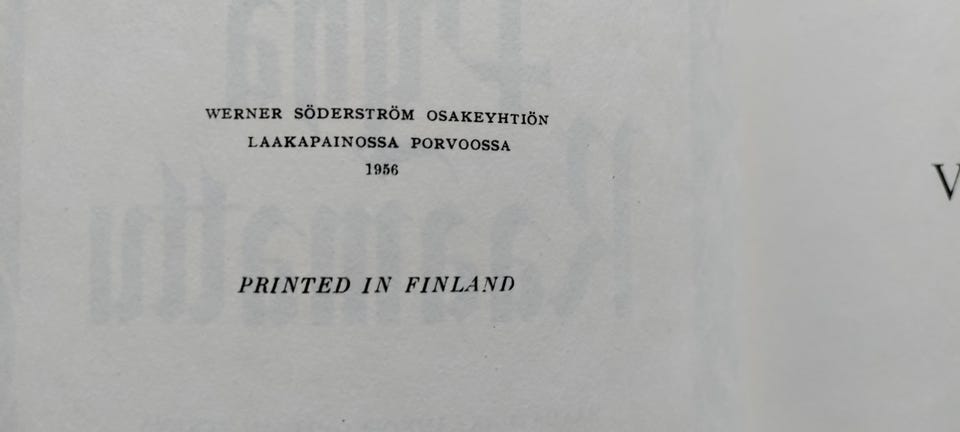 WERNER SÖDERSTRÖM OSAKEYHTIÖN
LAAKAPAINOSSA PORVOOSSA
1956
PRINTED IN FINLAND
V